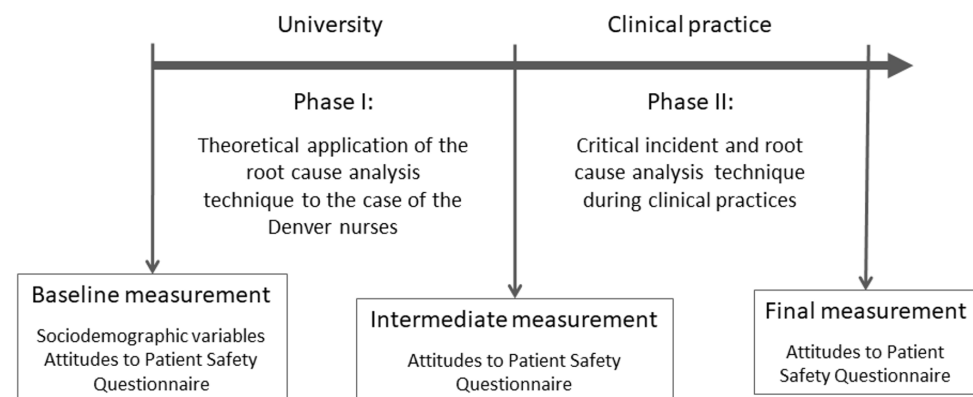 University
Clinical practice
Phase I:
Theoretical application of the
root cause analysis
technique to the case of the
Denver nurses
Phase II:
Critical incident and root
cause analysis technique
during clinical practices
Baseline measurement
Sociodemographic variables
Attitudes to Patient Safety
Questionnaire
Intermediate measurement
Attitudes to Patient Safety
Questionnaire
Final measurement
Attitudes to Patient
Safety Questionnaire